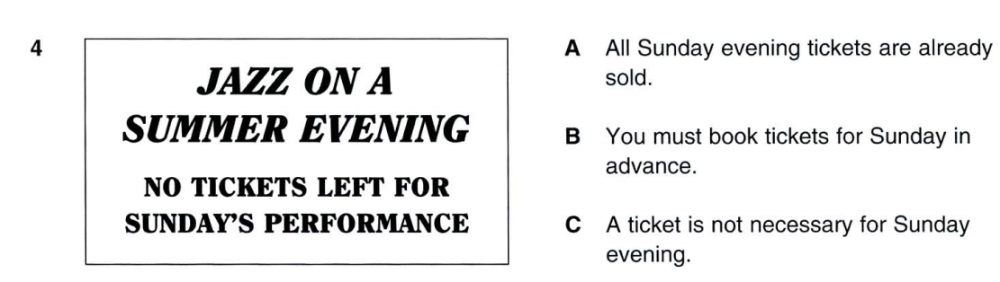 4
JAZZ ON A
SUMMER EVENING
NO TICKETS LEFT FOR
SUNDAY'S PERFORMANCE
A All Sunday evening tickets are already
sold.
B You must book tickets for Sunday in
advance.
C A ticket is not necessary for Sunday
evening.